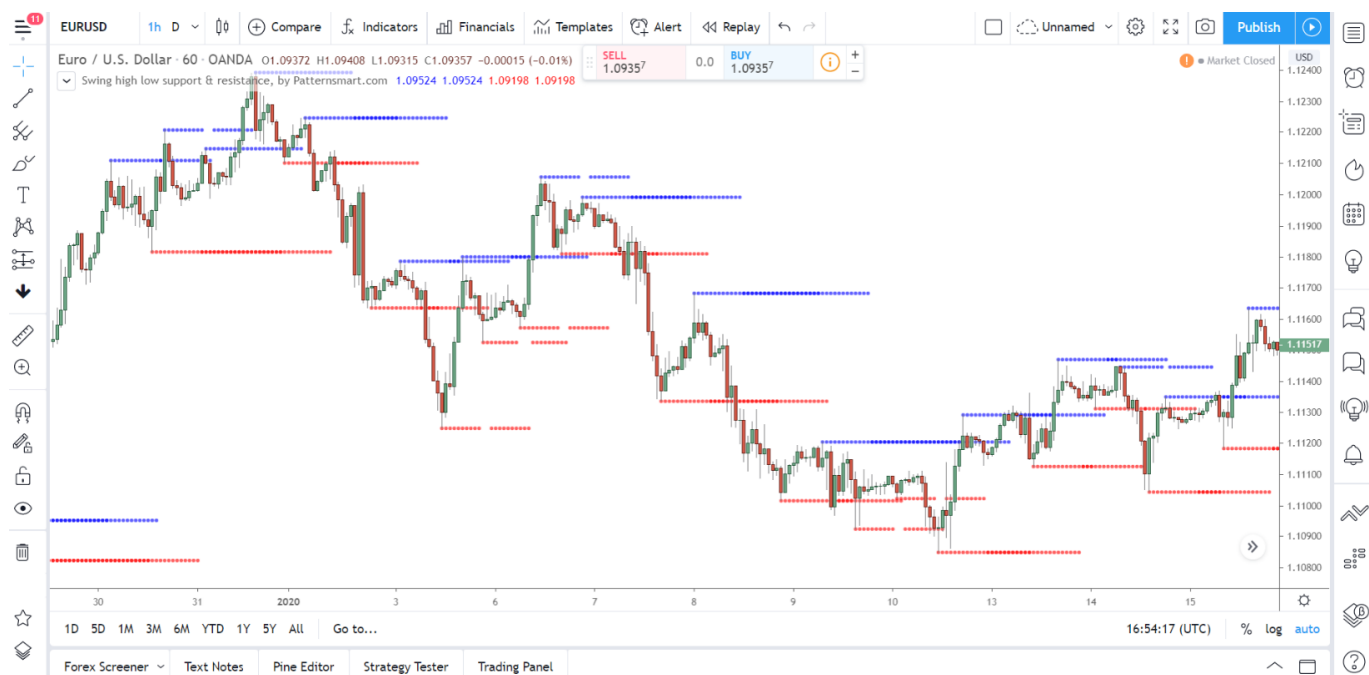 11 EURUSD 1h D Compare Indicators Financials Templates Alert Replay Unnamed Publish
Euro / U.S. Dollar · 60 · OANDA O1.09372 H1.09408 L1.09315 C1.09357 -0.00015 (-0.01%)
SELL 1.09357 0.0 BUY 1.09357 + −
Market Closed USD
Swing high low support & resistance, by Patternsmart.com 1.09524 1.09524 1.09198 1.09198
1.12400
1.12300
1.12200
1.12100
1.12000
1.11900
1.11800
1.11700
1.11600
1.11517
1.11400
1.11300
1.11200
1.11100
1.11000
1.10900
1.10800
30 31 2020 3 6 7 8 9 10 13 14 15
1D 5D 1M 3M 6M YTD 1Y 5Y All Go to... 16:54:17 (UTC) % log auto
Forex Screener Text Notes Pine Editor Strategy Tester Trading Panel